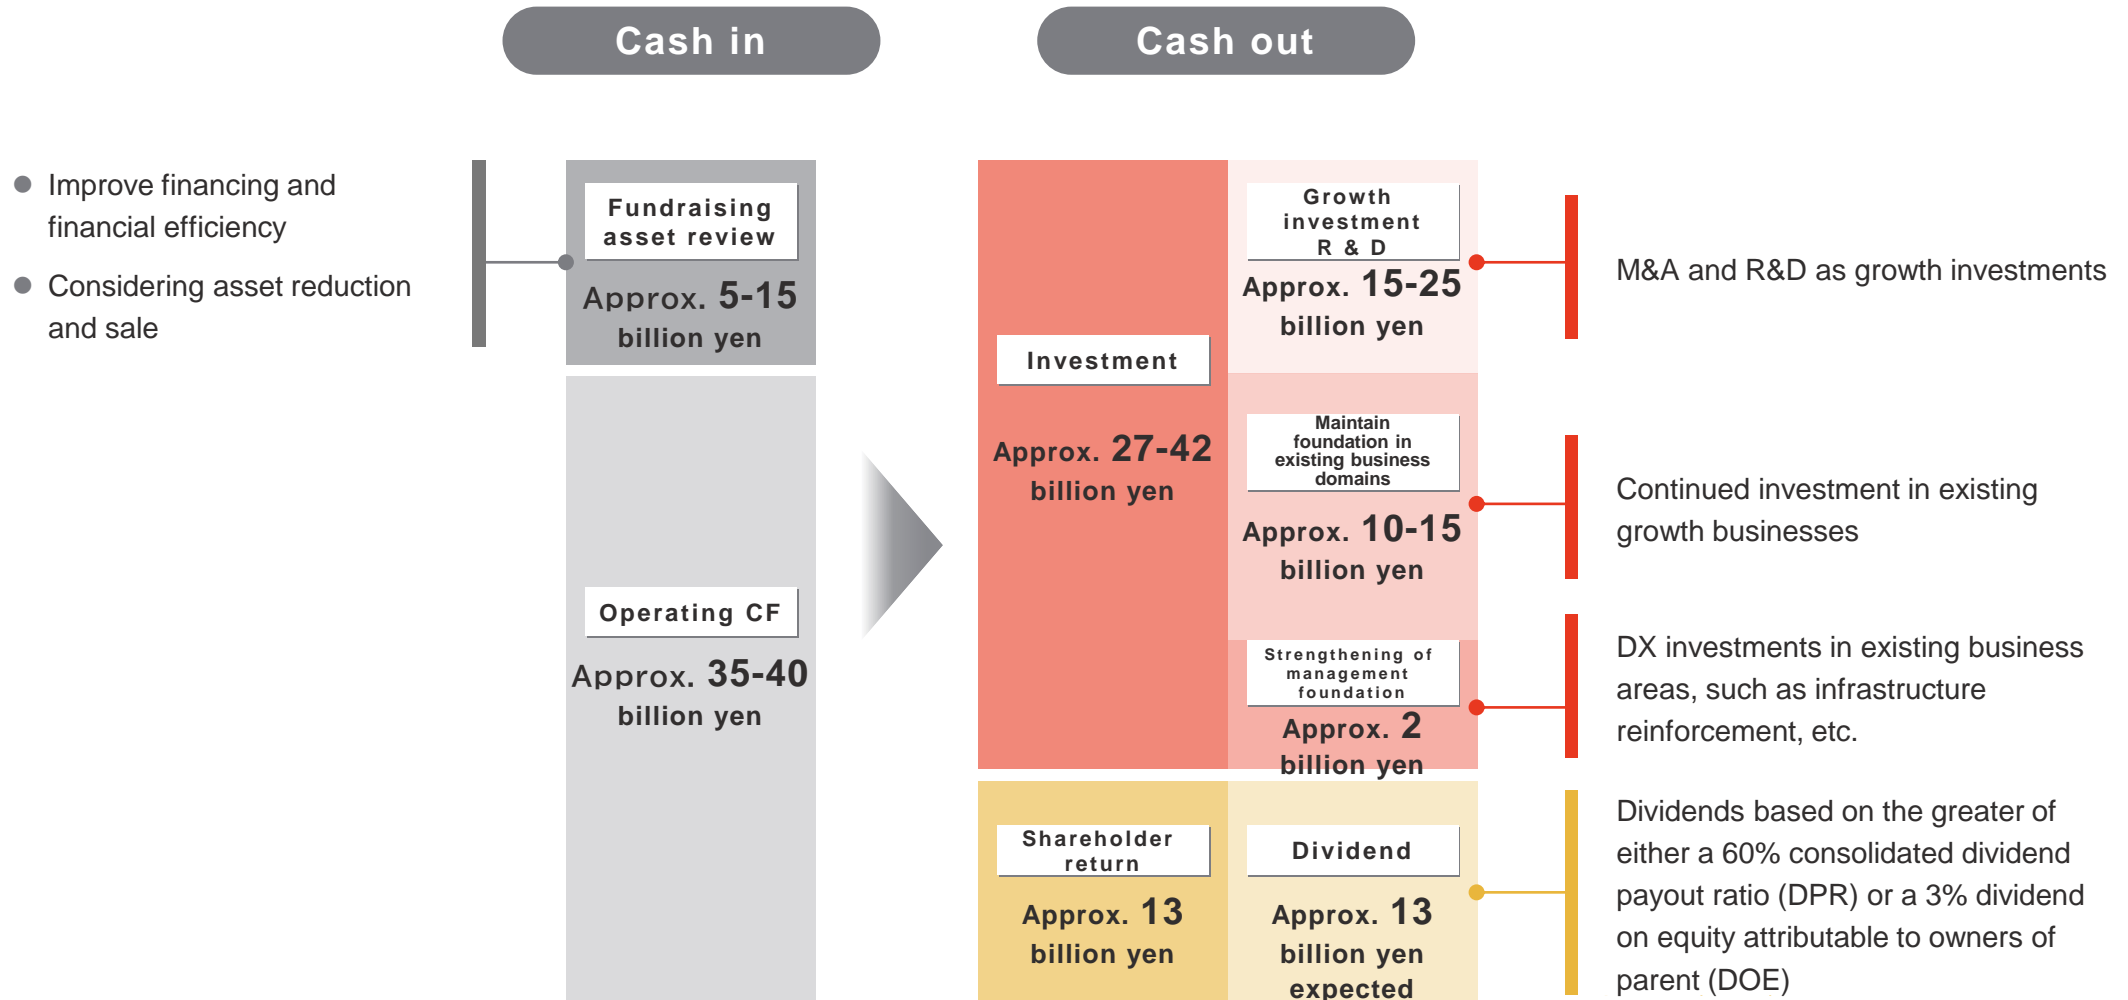 Cash in
Cash out
Improve financing and
financial efficiency
Considering asset reduction
and sale
Fundraising
asset review
Approx. 5-15
billion yen
Operating CF
Approx. 35-40
billion yen
Investment
Approx. 27-42
billion yen
Growth
investment
R & D
Approx. 15-25
billion yen
M&A and R&D as growth investments
Maintain
foundation in
existing business
domains
Approx. 10-15
billion yen
Continued investment in existing
growth businesses
Strengthening of
management
foundation
Approx. 2
billion yen
DX investments in existing business
areas, such as infrastructure
reinforcement, etc.
Shareholder
return
Approx. 13
billion yen
Dividend
Approx. 13
billion yen
expected
Dividends based on the greater of
either a 60% consolidated dividend
payout ratio (DPR) or a 3% dividend
on equity attributable to owners of
parent (DOE)